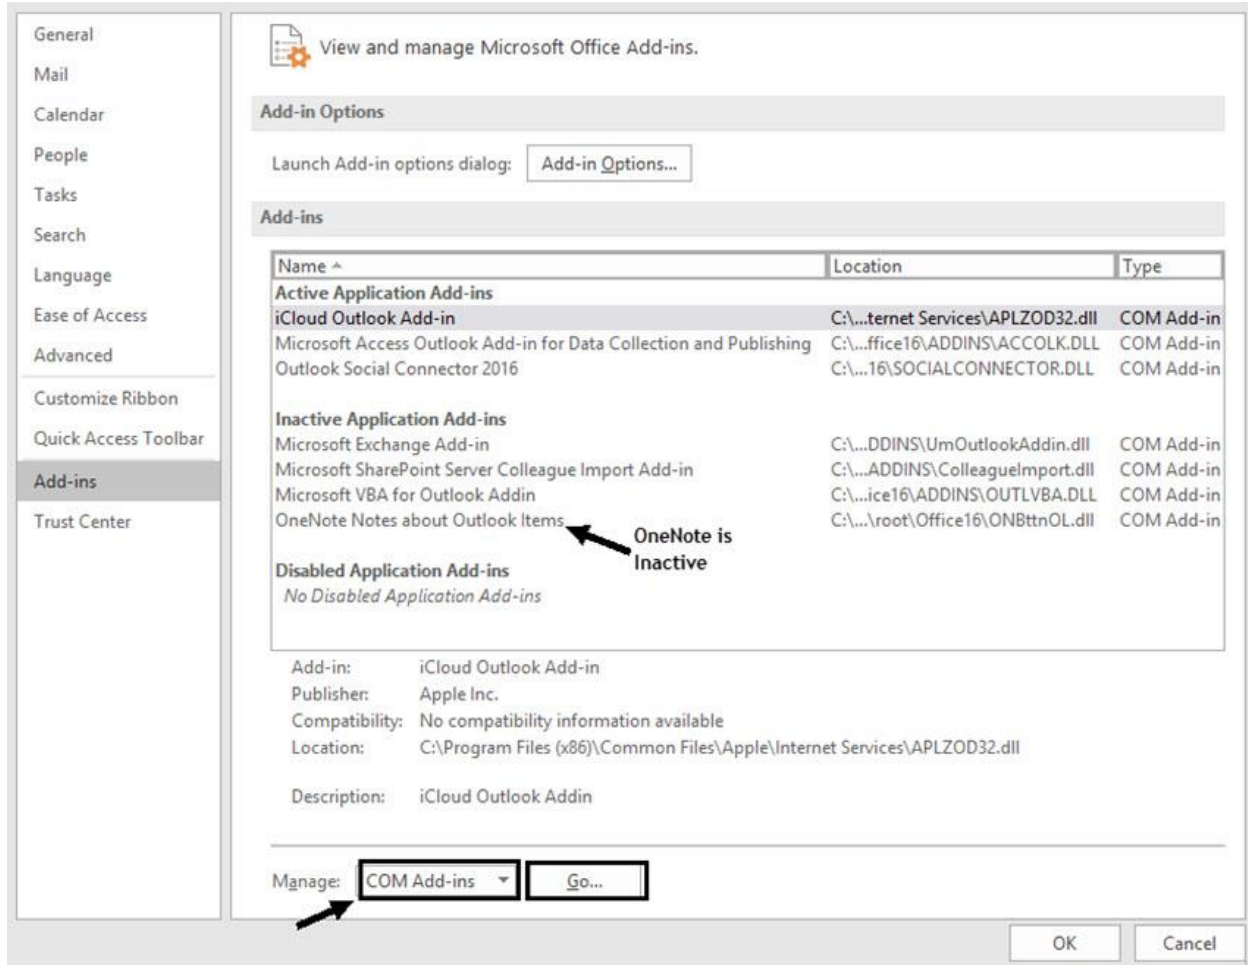 General
Mail
Calendar
People
Tasks
Search
Language
Ease of Access
Advanced
Customize Ribbon
Quick Access Toolbar
Add-ins
Trust Center
View and manage Microsoft Office Add-ins.
Add-in Options
Launch Add-in options dialog: Add-in Options...
Add-ins
Name Location Type
Active Application Add-ins
iCloud Outlook Add-in C:\...ternet Services\APLZOD32.dll COM Add-in
Microsoft Access Outlook Add-in for Data Collection and Publishing C:\...ffice16\ADDINS\ACCOLK.DLL COM Add-in
Outlook Social Connector 2016 C:\...16\SOCIALCONNECTOR.DLL COM Add-in
Inactive Application Add-ins
Microsoft Exchange Add-in C:\...DDINS\UmOutlookAddin.dll COM Add-in
Microsoft SharePoint Server Colleague Import Add-in C:\...ADDINS\ColleagueImport.dll COM Add-in
Microsoft VBA for Outlook Addin C:\...ice16\ADDINS\OUTLVBA.DLL COM Add-in
OneNote Notes about Outlook Items C:\...\root\Office16\ONBttnOL.dll COM Add-in
OneNote is
Inactive
Disabled Application Add-ins
No Disabled Application Add-ins
Add-in: iCloud Outlook Add-in
Publisher: Apple Inc.
Compatibility: No compatibility information available
Location: C:\Program Files (x86)\Common Files\Apple\Internet Services\APLZOD32.dll
Description: iCloud Outlook Addin
Manage: COM Add-ins Go...
OK Cancel